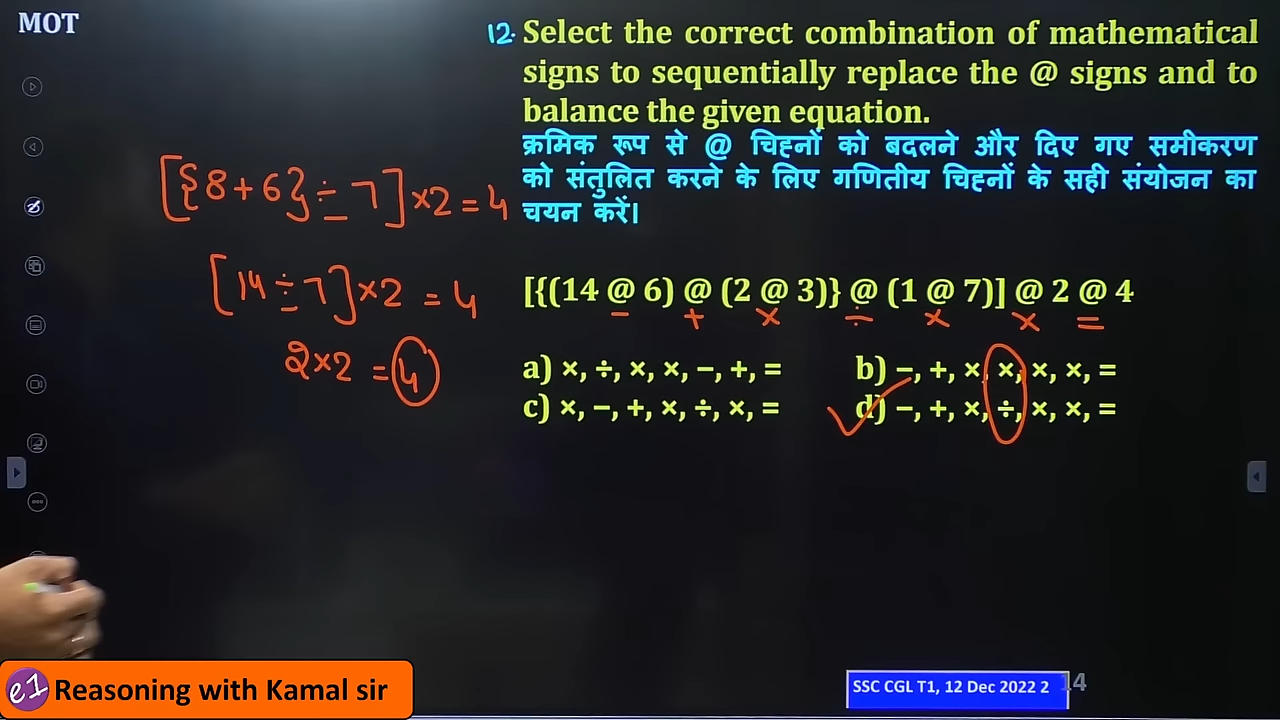 MOT
12. Select the correct combination of mathematical
signs to sequentially replace the @ signs and to
balance the given equation.
क्रमिक रूप से @ चिह्नों को बदलने और दिए गए समीकरण
को संतुलित करने के लिए गणितीय चिह्नों के सही संयोजन का
चयन करें।
[{8+6}÷7]×2=4
[14÷7]×2=4
2×2=4
[{(14 @ 6) @ (2 @ 3)} @ (1 @ 7)] @ 2 @ 4
− + × ÷ × × =
a) ×, ÷, ×, ×, −, +, =
b) −, +, ×, ×, ×, ×, =
c) ×, −, +, ×, ÷, ×, =
d) −, +, ×, ÷, ×, ×, =
e1 Reasoning with Kamal sir
SSC CGL T1, 12 Dec 2022 2
14